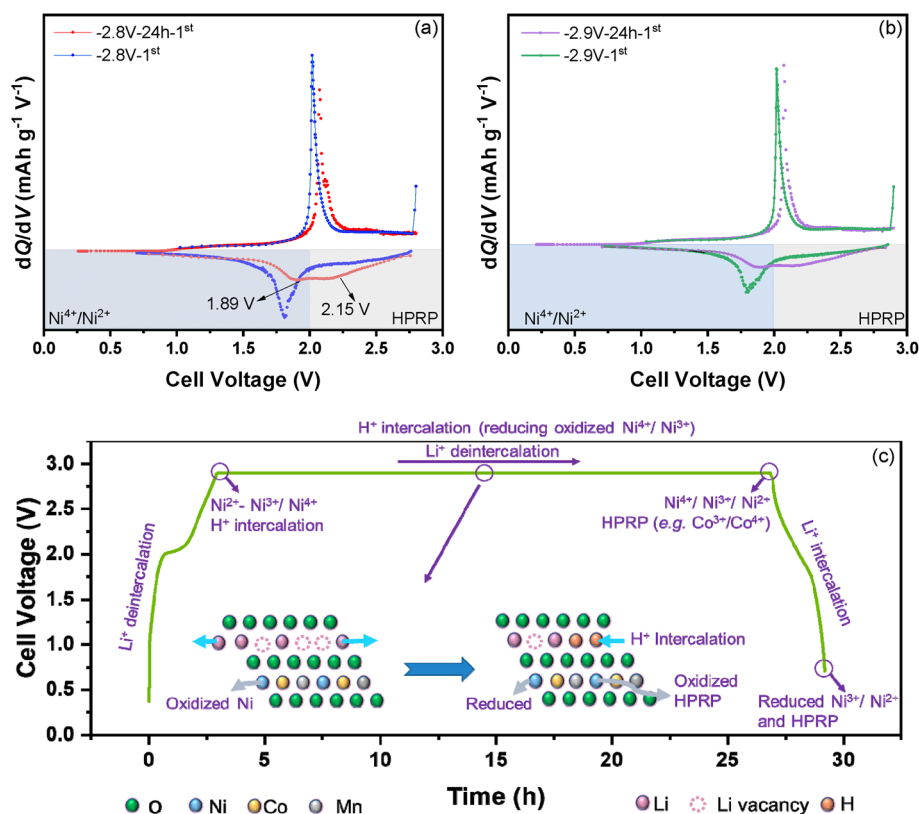 (a)
-2.8V-24h-1st
-2.8V-1st
dQ/dV (mAh g⁻¹ V⁻¹)
1.89 V
2.15 V
Ni⁴⁺/Ni²⁺
HPRP
0.0 0.5 1.0 1.5 2.0 2.5 3.0
Cell Voltage (V)
(b)
-2.9V-24h-1st
-2.9V-1st
dQ/dV (mAh g⁻¹ V⁻¹)
Ni⁴⁺/Ni²⁺
HPRP
0.0 0.5 1.0 1.5 2.0 2.5 3.0
Cell Voltage (V)
H⁺ intercalation (reducing oxidized Ni⁴⁺/ Ni³⁺)
Li⁺ deintercalation
(c)
3.0
2.5
2.0
1.5
1.0
0.5
0.0
Cell Voltage (V)
Li⁺ deintercalation
Ni²⁺- Ni³⁺/ Ni⁴⁺
H⁺ intercalation
Ni⁴⁺/ Ni³⁺/ Ni²⁺
HPRP (e.g. Co³⁺/Co⁴⁺)
Li⁺ intercalation
H⁺ Intercalation
Oxidized Ni
Reduced
Oxidized
HPRP
Reduced Ni³⁺/ Ni²⁺
and HPRP
0 5 10 15 20 25 30
Time (h)
O Ni Co Mn
Li Li vacancy H